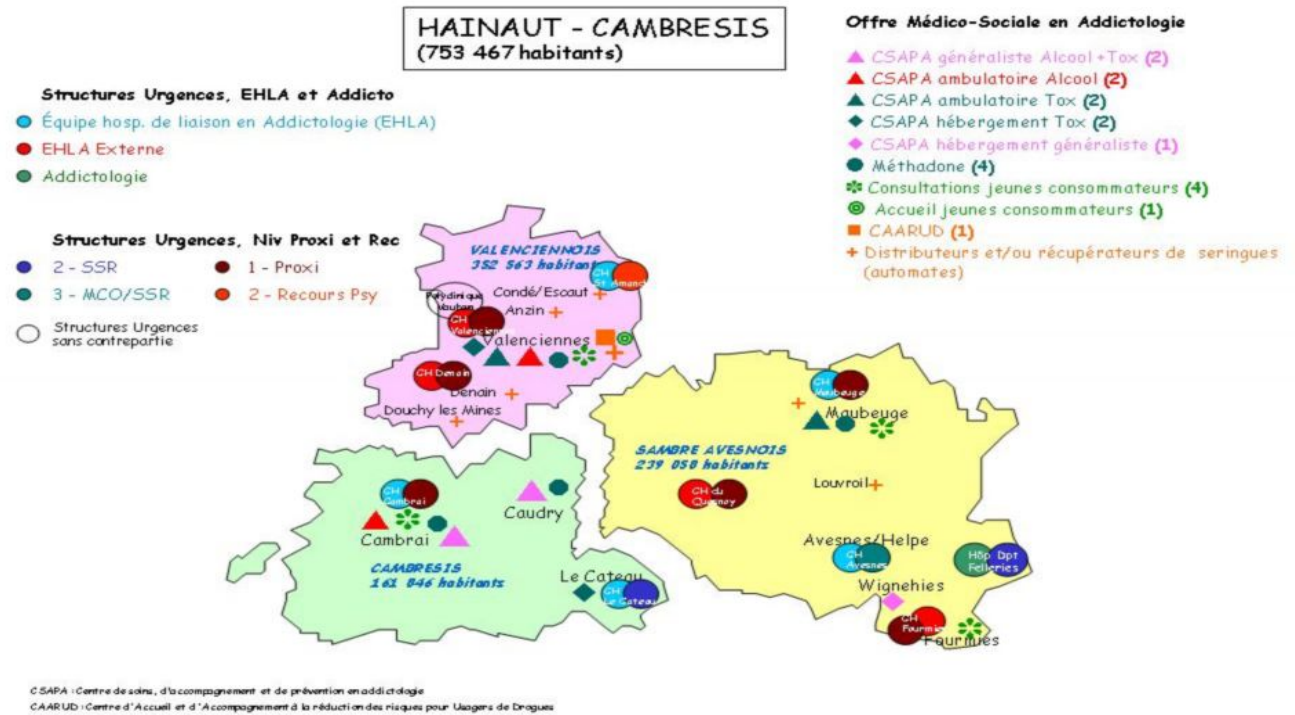 HAINAUT - CAMBRESIS
(753 467 habitants)
Structures Urgences, EHLA et Addicto
Équipe hosp. de liaison en Addictologie (EHLA)
EHLA Externe
Addictologie
Structures Urgences, Niv Proxi et Rec
2 - SSR
1 - Proxi
3 - MCO/SSR
2 - Recours Psy
Structures Urgences
sans contrepartie
Offre Médico-Sociale en Addictologie
CSAPA généraliste Alcool +Tox (2)
CSAPA ambulatoire Alcool (2)
CSAPA ambulatoire Tox (2)
CSAPA hébergement Tox (2)
CSAPA hébergement généraliste (1)
Méthadone (4)
Consultations jeunes consommateurs (4)
Accueil jeunes consommateurs (1)
CAARUD (1)
Distributeurs et/ou récupérateurs de seringues
(automates)
VALENCIENNOIS
352 563 habitants
CH
St Amand
Condé/Escaut
Polyclinique
Vauban
Anzin
CH
Valenciennes
Valenciennes
CH Denain
Denain
Douchy les Mines
CH
Maubeuge
Maubeuge
SAMBRE AVESNOIS
239 058 habitants
CH du
Quesnoy
Louvroil
Avesnes/Helpe
CH
Avesnes
Hôp Dpt
Felleries
Wignehies
CH
Fourmies
Fourmies
CH
Cambrai
Caudry
Cambrai
CAMBRESIS
161 846 habitants
Le Cateau
CH
Le Cateau
CSAPA : Centre de soins, d'accompagnement et de prévention en addictologie
CAARUD : Centre d'Accueil et d'Accompagnement à la réduction des risques pour Usagers de Drogues